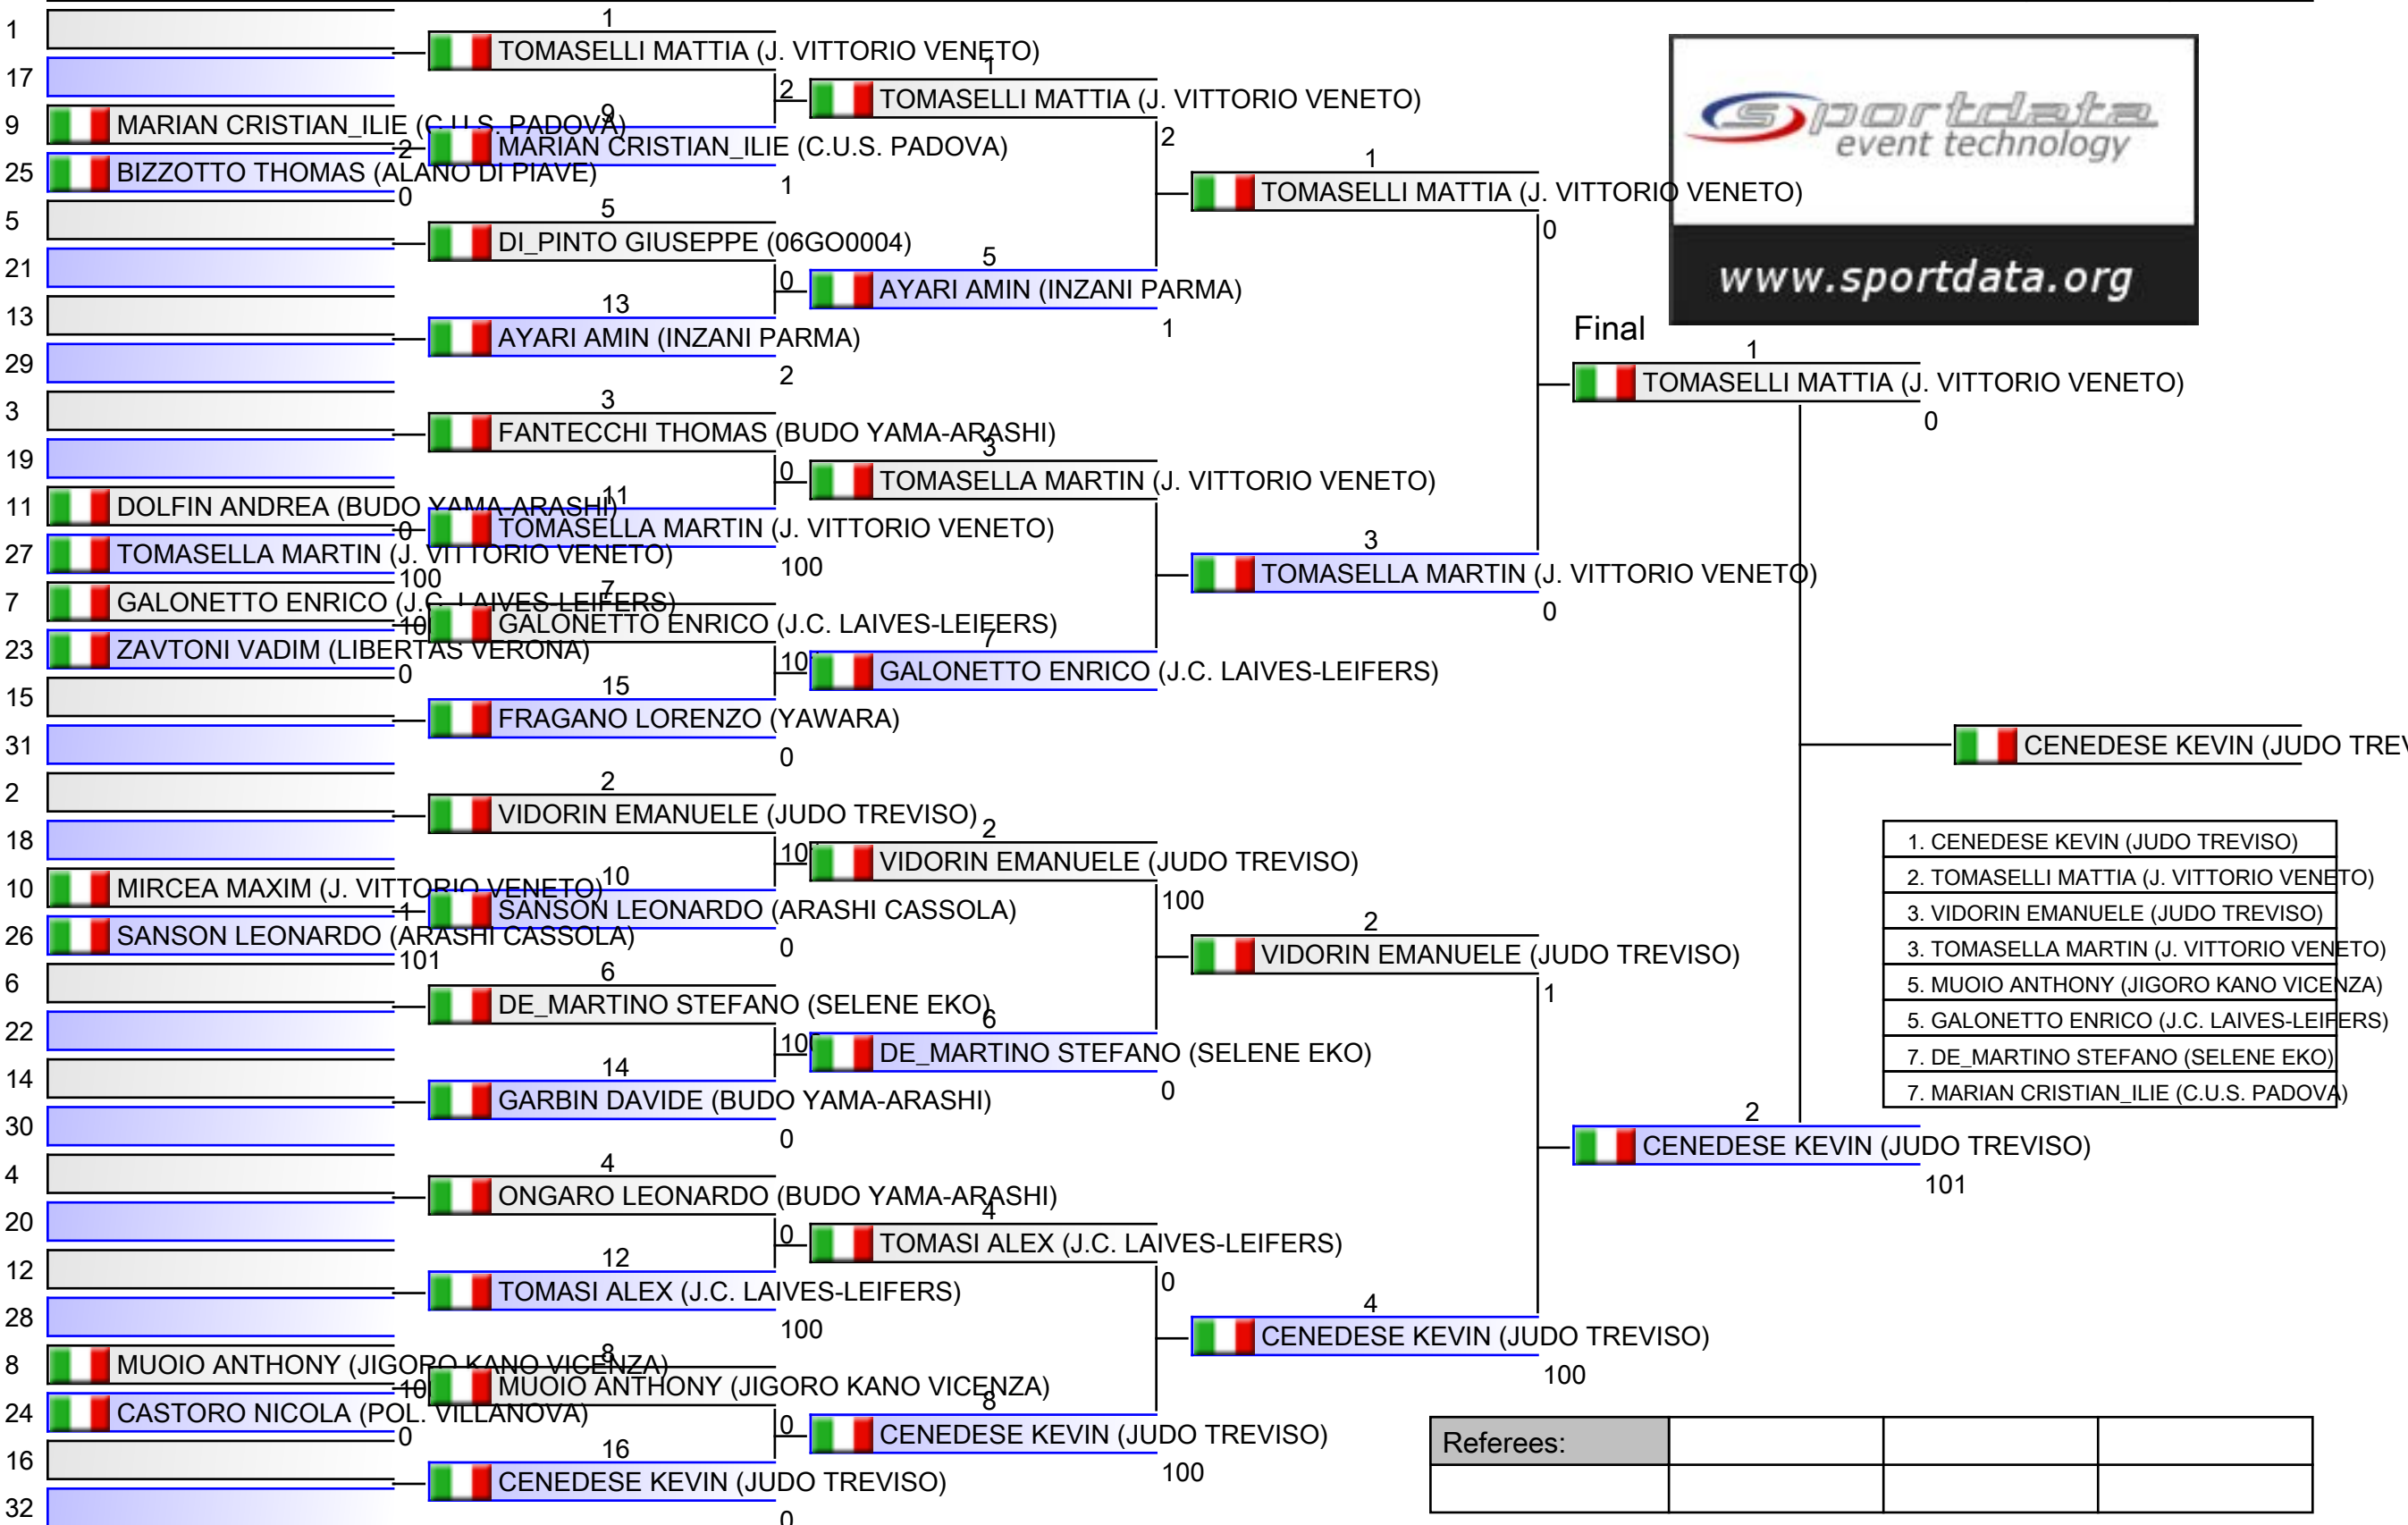 1
17
9 MARIAN CRISTIAN_ILIE (C.U.S. PADOVA)
2
25 BIZZOTTO THOMAS (ALANO DI PIAVE)
0
5
21
13
29
3
19
11 DOLFIN ANDREA (BUDO YAMA-ARASHI)
0
27 TOMASELLA MARTIN (J. VITTORIO VENETO)
100
7 GALONETTO ENRICO (J.C. LAIVES-LEIFERS)
23 ZAVTONI VADIM (LIBERTAS VERONA)
0
15
31
2
18
10 MIRCEA MAXIM (J. VITTORIO VENETO)
1
26 SANSON LEONARDO (ARASHI CASSOLA)
101
6
22
14
30
4
20
12
28
8 MUOIO ANTHONY (JIGORO KANO VICENZA)
24 CASTORO NICOLA (POL. VILLANOVA)
0
16
32
1
TOMASELLI MATTIA (J. VITTORIO VENETO)
2
9
MARIAN CRISTIAN_ILIE (C.U.S. PADOVA)
1
5
DI_PINTO GIUSEPPE (06GO0004)
0
13
AYARI AMIN (INZANI PARMA)
2
3
FANTECCHI THOMAS (BUDO YAMA-ARASHI)
0
11
TOMASELLA MARTIN (J. VITTORIO VENETO)
100
7
GALONETTO ENRICO (J.C. LAIVES-LEIFERS)
15
FRAGANO LORENZO (YAWARA)
0
2
VIDORIN EMANUELE (JUDO TREVISO)
10
SANSON LEONARDO (ARASHI CASSOLA)
0
6
DE_MARTINO STEFANO (SELENE EKO)
14
GARBIN DAVIDE (BUDO YAMA-ARASHI)
0
4
ONGARO LEONARDO (BUDO YAMA-ARASHI)
0
12
TOMASI ALEX (J.C. LAIVES-LEIFERS)
100
8
MUOIO ANTHONY (JIGORO KANO VICENZA)
0
16
CENEDESE KEVIN (JUDO TREVISO)
0
1
TOMASELLI MATTIA (J. VITTORIO VENETO)
2
5
AYARI AMIN (INZANI PARMA)
1
3
TOMASELLA MARTIN (J. VITTORIO VENETO)
7
GALONETTO ENRICO (J.C. LAIVES-LEIFERS)
2
VIDORIN EMANUELE (JUDO TREVISO)
100
6
DE_MARTINO STEFANO (SELENE EKO)
0
4
TOMASI ALEX (J.C. LAIVES-LEIFERS)
0
8
CENEDESE KEVIN (JUDO TREVISO)
100
1
TOMASELLI MATTIA (J. VITTORIO VENETO)
0
3
TOMASELLA MARTIN (J. VITTORIO VENETO)
0
2
VIDORIN EMANUELE (JUDO TREVISO)
1
4
CENEDESE KEVIN (JUDO TREVISO)
100
sportdata
event technology
www.sportdata.org
Final
1
TOMASELLI MATTIA (J. VITTORIO VENETO)
0
2
CENEDESE KEVIN (JUDO TREVISO)
101
CENEDESE KEVIN (JUDO
1. CENEDESE KEVIN (JUDO TREVISO)
2. TOMASELLI MATTIA (J. VITTORIO VENETO)
3. VIDORIN EMANUELE (JUDO TREVISO)
3. TOMASELLA MARTIN (J. VITTORIO VENETO)
5. MUOIO ANTHONY (JIGORO KANO VICENZA)
5. GALONETTO ENRICO (J.C. LAIVES-LEIFERS)
7. DE_MARTINO STEFANO (SELENE EKO)
7. MARIAN CRISTIAN_ILIE (C.U.S. PADOVA)
Referees: